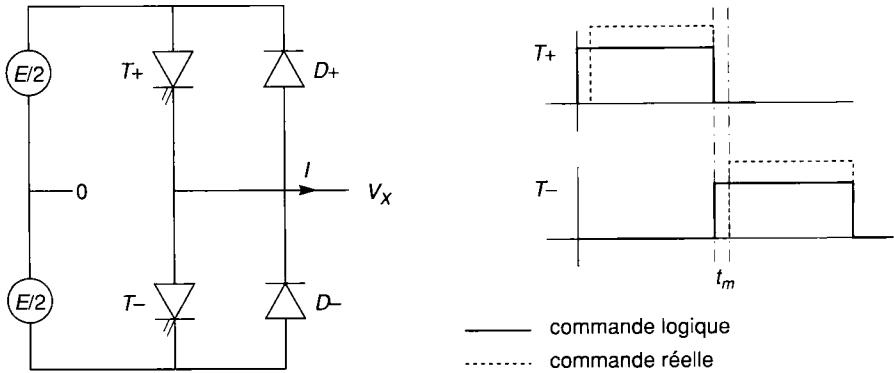 E/2
T+
D+
0
I
V_X
E/2
T–
D–
T+
T–
t_m
commande logique
commande réelle